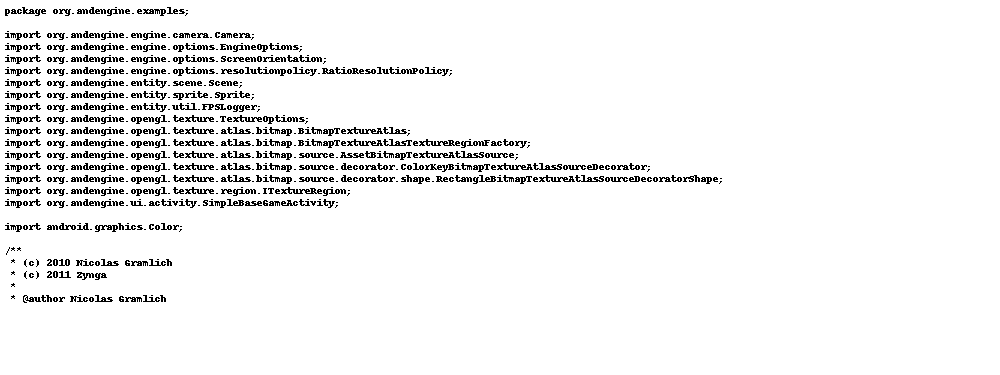 package org.andengine.examples;

import org.andengine.engine.camera.Camera;
import org.andengine.engine.options.EngineOptions;
import org.andengine.engine.options.ScreenOrientation;
import org.andengine.engine.options.resolutionpolicy.RatioResolutionPolicy;
import org.andengine.entity.scene.Scene;
import org.andengine.entity.sprite.Sprite;
import org.andengine.entity.util.FPSLogger;
import org.andengine.opengl.texture.TextureOptions;
import org.andengine.opengl.texture.atlas.bitmap.BitmapTextureAtlas;
import org.andengine.opengl.texture.atlas.bitmap.BitmapTextureAtlasTextureRegionFactory;
import org.andengine.opengl.texture.atlas.bitmap.source.AssetBitmapTextureAtlasSource;
import org.andengine.opengl.texture.atlas.bitmap.source.decorator.ColorKeyBitmapTextureAtlasSourceDecorator;
import org.andengine.opengl.texture.atlas.bitmap.source.decorator.shape.RectangleBitmapTextureAtlasSourceDecoratorShape;
import org.andengine.opengl.texture.region.ITextureRegion;
import org.andengine.ui.activity.SimpleBaseGameActivity;

import android.graphics.Color;

/**
 * (c) 2010 Nicolas Gramlich
 * (c) 2011 Zynga
 *
 * @author Nicolas Gramlich